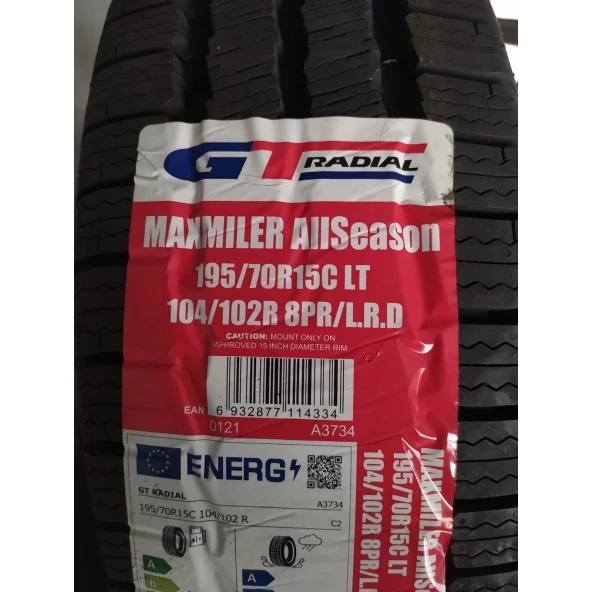 GT RADIAL
MAXMILER AllSeason
195/70R15C LT
104/102R 8PR/L.R.D
CAUTION: MOUNT ONLY ON
APPROVED 15 INCH DIAMETER RIM
EAN
6 932877 114334
0121 A3734
ENERG
GT RADIAL A3734
195/70R15C 104/102 R C2
A
B
A
195/70R15C LT
104/102R 8PR/L